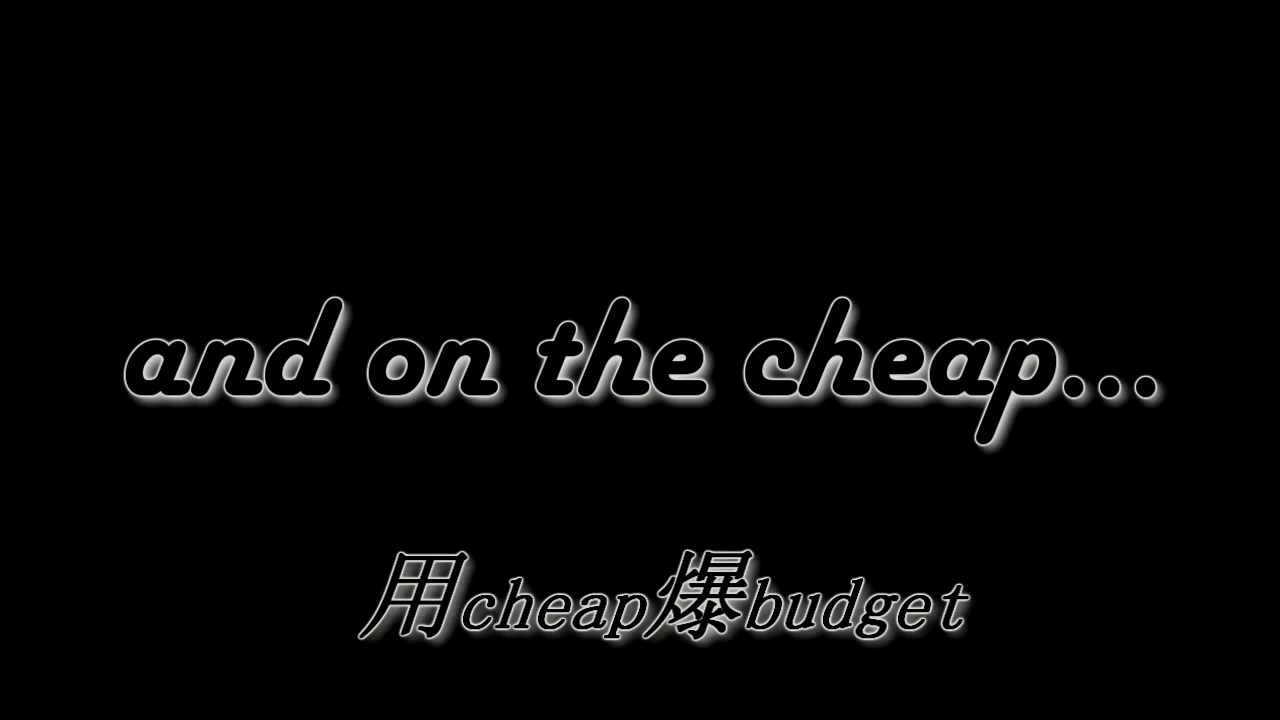 and on the cheap...
用cheap爆budget